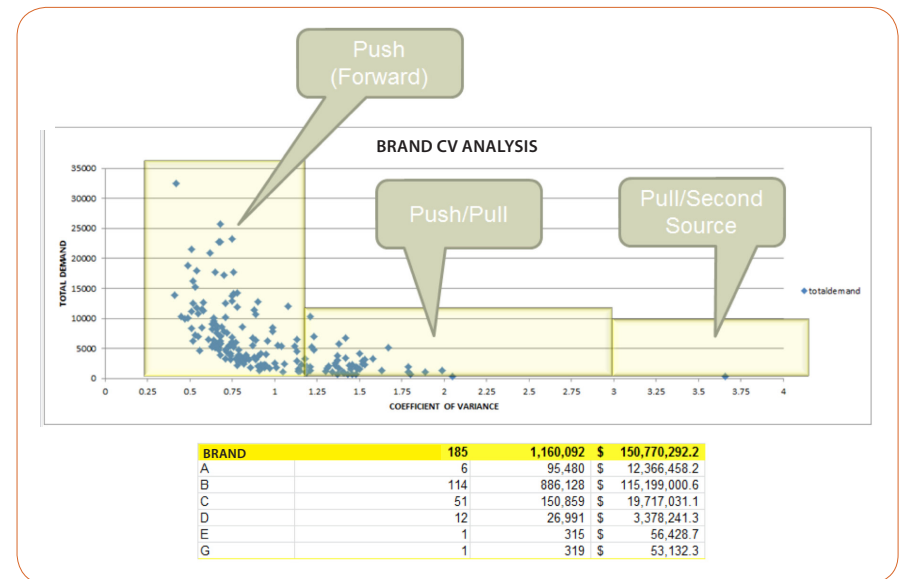 Push
(Forward)
BRAND CV ANALYSIS
Push/Pull
Pull/Second
Source
TOTAL DEMAND
35000
30000
25000
20000
15000
10000
5000
0
0 0.25 0.5 0.75 1 1.25 1.5 1.75 2 2.25 2.5 2.75 3 3.25 3.5 3.75 4
COEFFICIENT OF VARIANCE
totaldemand
BRAND 185 1,160,092 $ 150,770,292.2
A 6 95,480 $ 12,366,458.2
B 114 886,128 $ 115,199,000.6
C 51 150,859 $ 19,717,031.1
D 12 26,991 $ 3,378,241.3
E 1 315 $ 56,428.7
G 1 319 $ 53,132.3